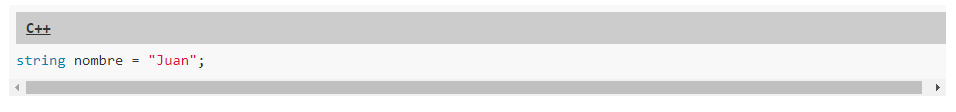 C++
string nombre = "Juan";